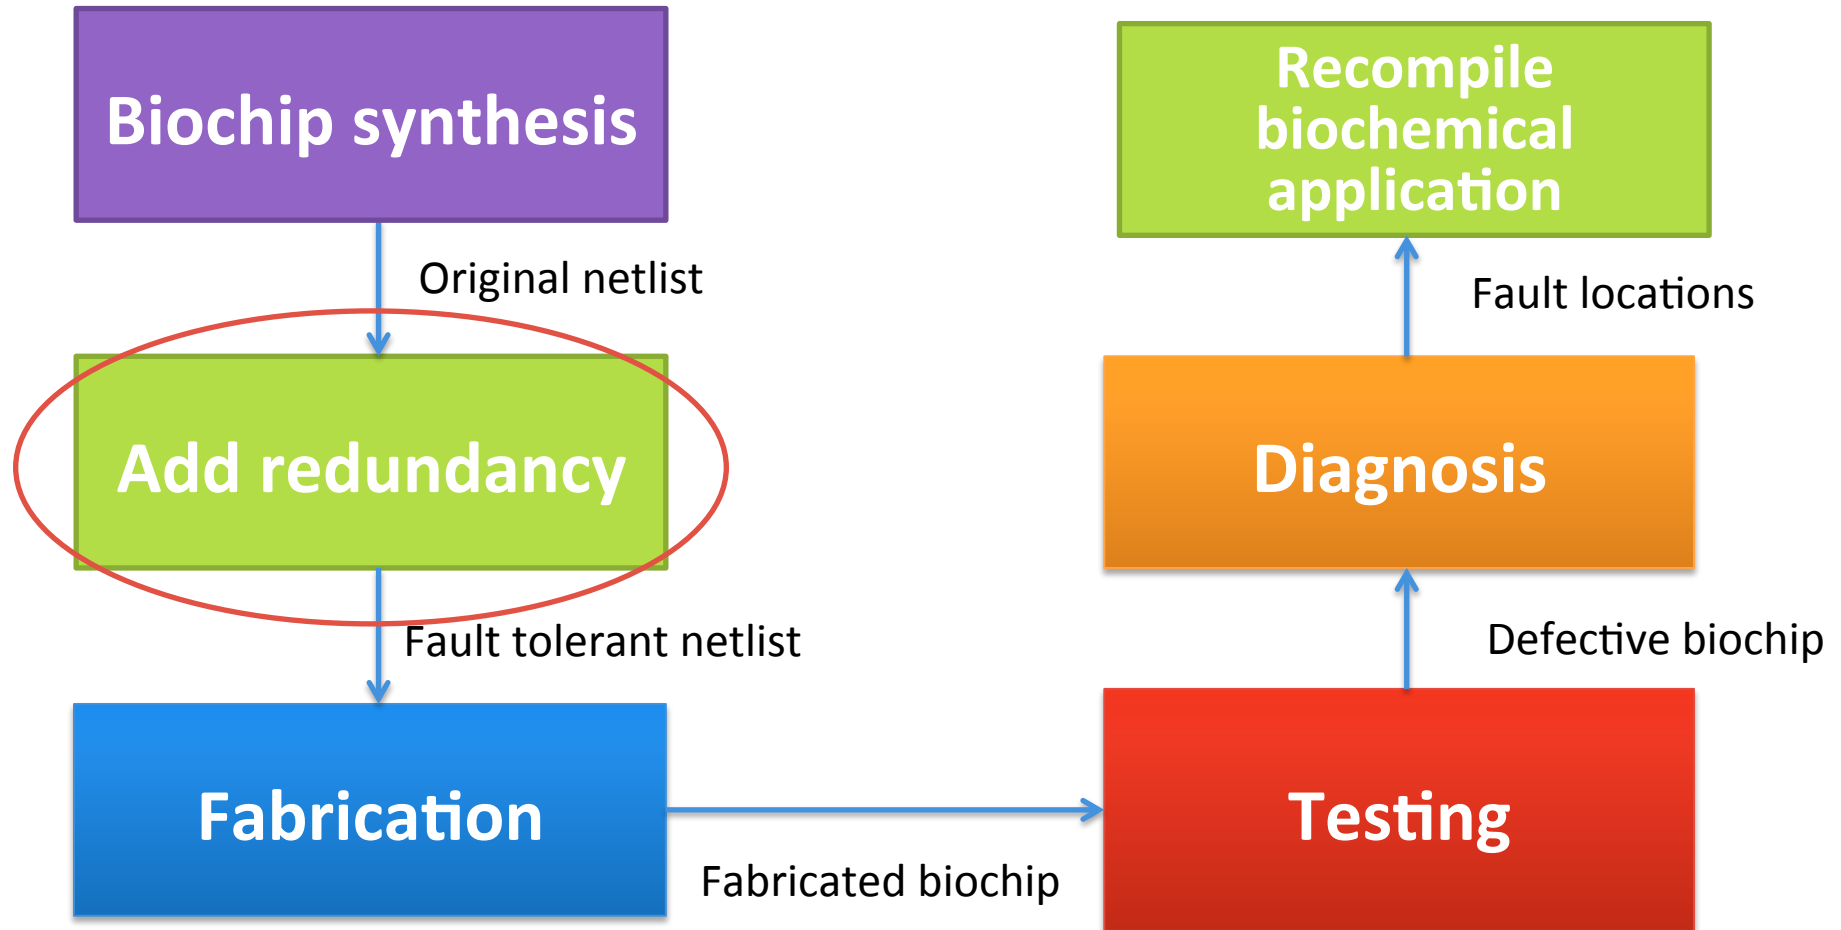 Biochip synthesis
Original netlist
Add redundancy
Fault tolerant netlist
Fabrication
Fabricated biochip
Testing
Defective biochip
Diagnosis
Fault locations
Recompile
biochemical
application